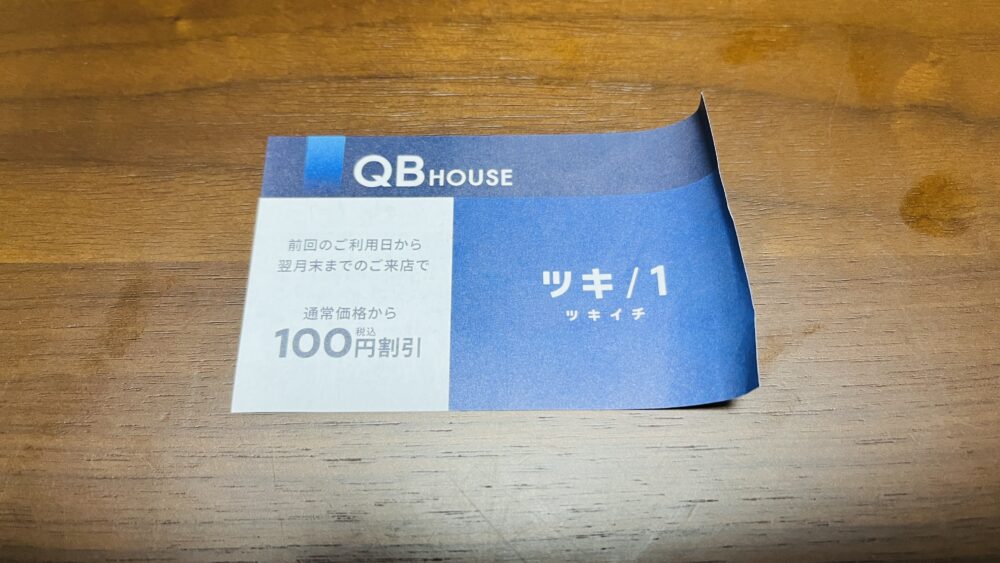 QB HOUSE
前回のご利用日から
翌月末までのご来店で
通常価格から
100円税込割引
ツキ/1
ツキイチ